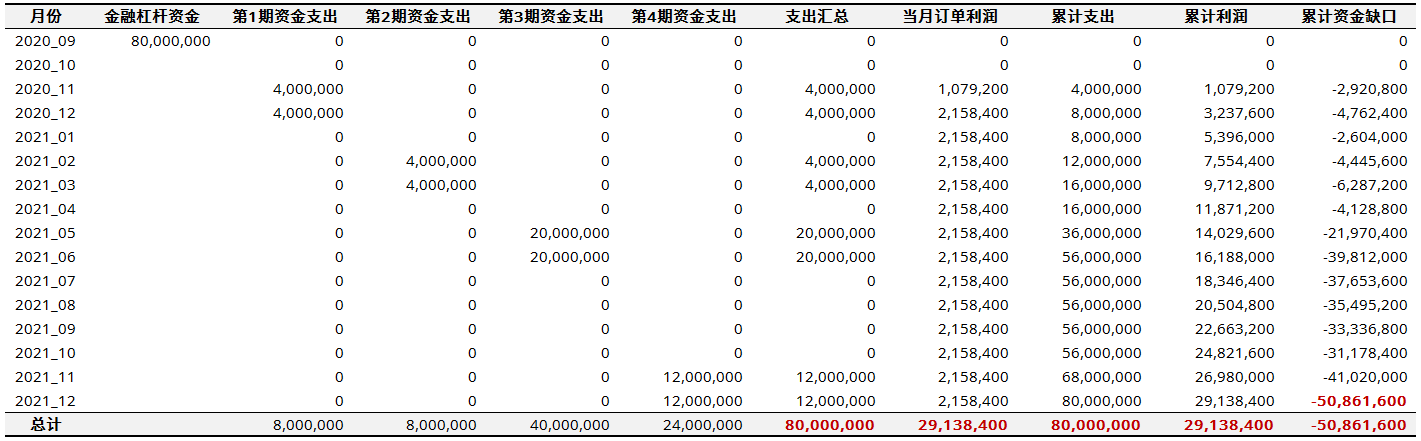 月份 金融杠杆资金 第1期资金支出 第2期资金支出 第3期资金支出 第4期资金支出 支出汇总 当月订单利润 累计支出 累计利润 累计资金缺口
2020_09 80,000,000 0 0 0 0 0 0 0 0 0
2020_10 0 0 0 0 0 0 0 0 0
2020_11 4,000,000 0 0 0 4,000,000 1,079,200 4,000,000 1,079,200 -2,920,800
2020_12 4,000,000 0 0 0 4,000,000 2,158,400 8,000,000 3,237,600 -4,762,400
2021_01 0 0 0 0 0 2,158,400 8,000,000 5,396,000 -2,604,000
2021_02 0 4,000,000 0 0 4,000,000 2,158,400 12,000,000 7,554,400 -4,445,600
2021_03 0 4,000,000 0 0 4,000,000 2,158,400 16,000,000 9,712,800 -6,287,200
2021_04 0 0 0 0 0 2,158,400 16,000,000 11,871,200 -4,128,800
2021_05 0 0 20,000,000 0 20,000,000 2,158,400 36,000,000 14,029,600 -21,970,400
2021_06 0 0 20,000,000 0 20,000,000 2,158,400 56,000,000 16,188,000 -39,812,000
2021_07 0 0 0 0 0 2,158,400 56,000,000 18,346,400 -37,653,600
2021_08 0 0 0 0 0 2,158,400 56,000,000 20,504,800 -35,495,200
2021_09 0 0 0 0 0 2,158,400 56,000,000 22,663,200 -33,336,800
2021_10 0 0 0 0 0 2,158,400 56,000,000 24,821,600 -31,178,400
2021_11 0 0 0 12,000,000 12,000,000 2,158,400 68,000,000 26,980,000 -41,020,000
2021_12 0 0 0 12,000,000 12,000,000 2,158,400 80,000,000 29,138,400 -50,861,600
总计 8,000,000 8,000,000 40,000,000 24,000,000 80,000,000 29,138,400 80,000,000 29,138,400 -50,861,600